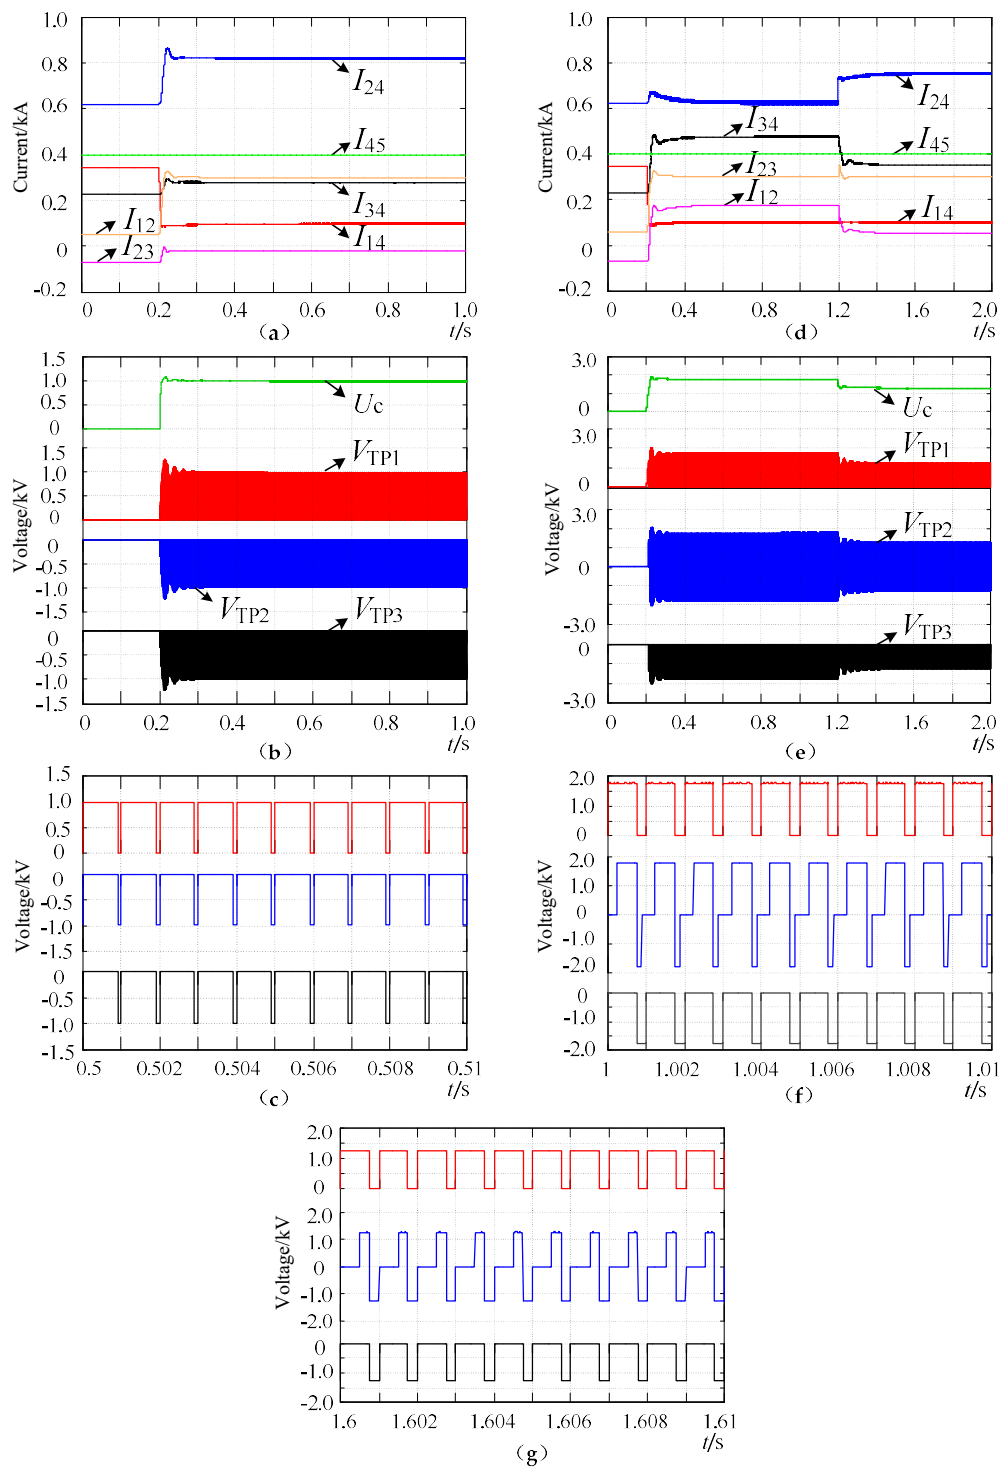 1.0
0.8
0.6
0.4
0.2
0
-0.2
Current/kA
I24
I45
I34
I12
I14
I23
0 0.2 0.4 0.6 0.8 1.0
t/s
(a)
1.0
0.8
0.6
0.4
0.2
0
-0.2
Current/kA
I24
I34
I45
I23
I12
I14
0 0.4 0.8 1.2 1.6 2.0
t/s
(d)
1.5
1.0
0.5
0
1.0
0.5
0
0
-0.5
-1.0
-1.5
0
-0.5
-1.0
-1.5
Voltage/kV
Uc
VTP1
VTP2
VTP3
0 0.2 0.4 0.6 0.8 1.0
t/s
(b)
3.0
0
3.0
0
3.0
0
-3.0
0
-3.0
Voltage/kV
Uc
VTP1
VTP2
VTP3
0 0.4 0.8 1.2 1.6 2.0
t/s
(e)
1.5
1.0
0.5
0
0
-0.5
-1.0
-1.5
0
-0.5
-1.0
-1.5
Voltage/kV
0.5 0.502 0.504 0.506 0.508 0.51
t/s
(c)
2.0
1.0
0
2.0
1.0
0
-1.0
-2.0
0
-1.0
-2.0
Voltage/kV
1 1.002 1.004 1.006 1.008 1.01
t/s
(f)
2.0
1.0
0
2.0
1.0
0
-1.0
-2.0
0
-1.0
-2.0
Voltage/kV
1.6 1.602 1.604 1.606 1.608 1.61
t/s
(g)